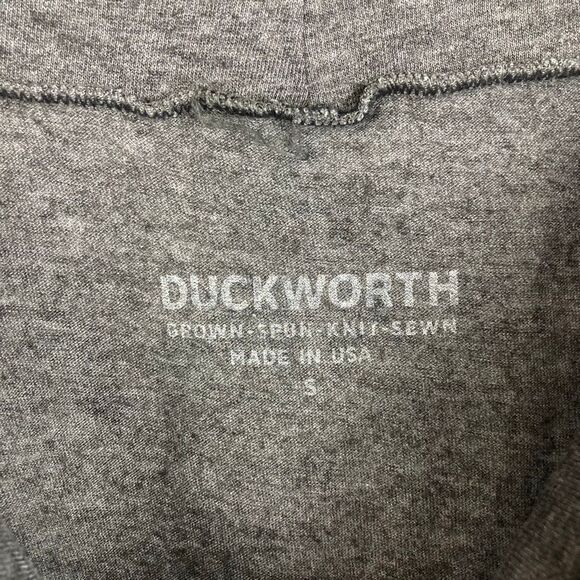 DUCKWORTH
GROWN-SPUN-KNIT-SEWN
MADE IN USA
S